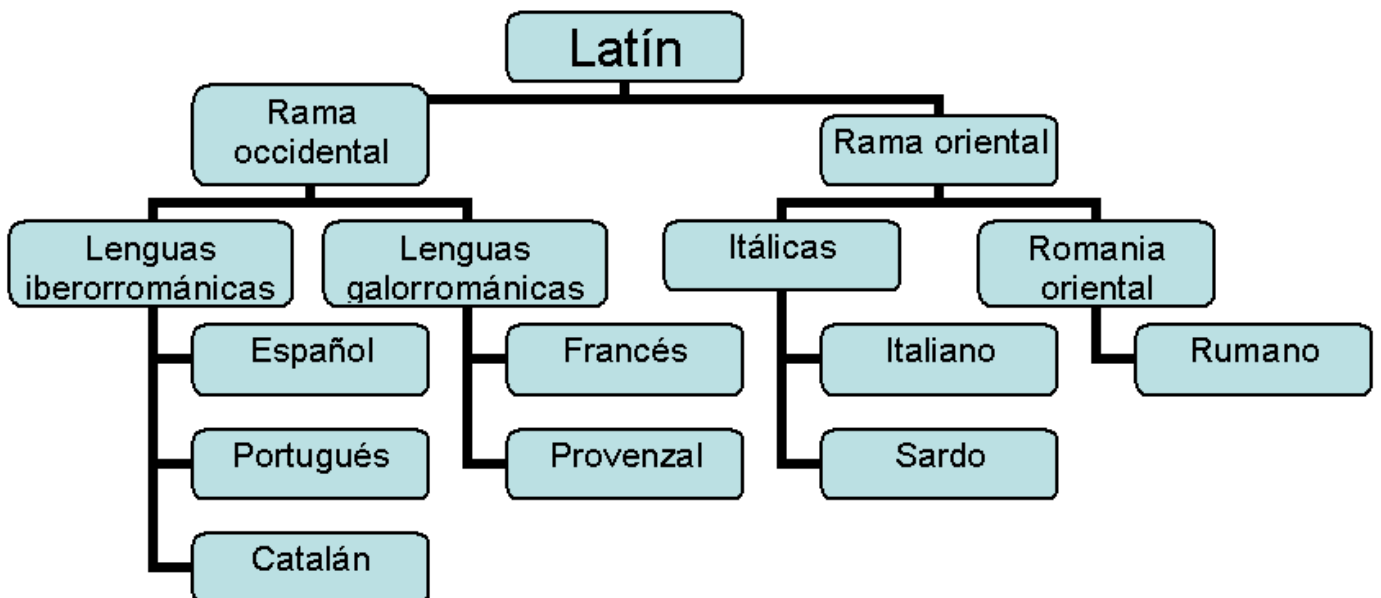 Latín
Rama
occidental
Rama oriental
Lenguas
iberorrománicas
Lenguas
galorrománicas
Itálicas
Romania
oriental
Español
Francés
Italiano
Rumano
Portugués
Provenzal
Sardo
Catalán